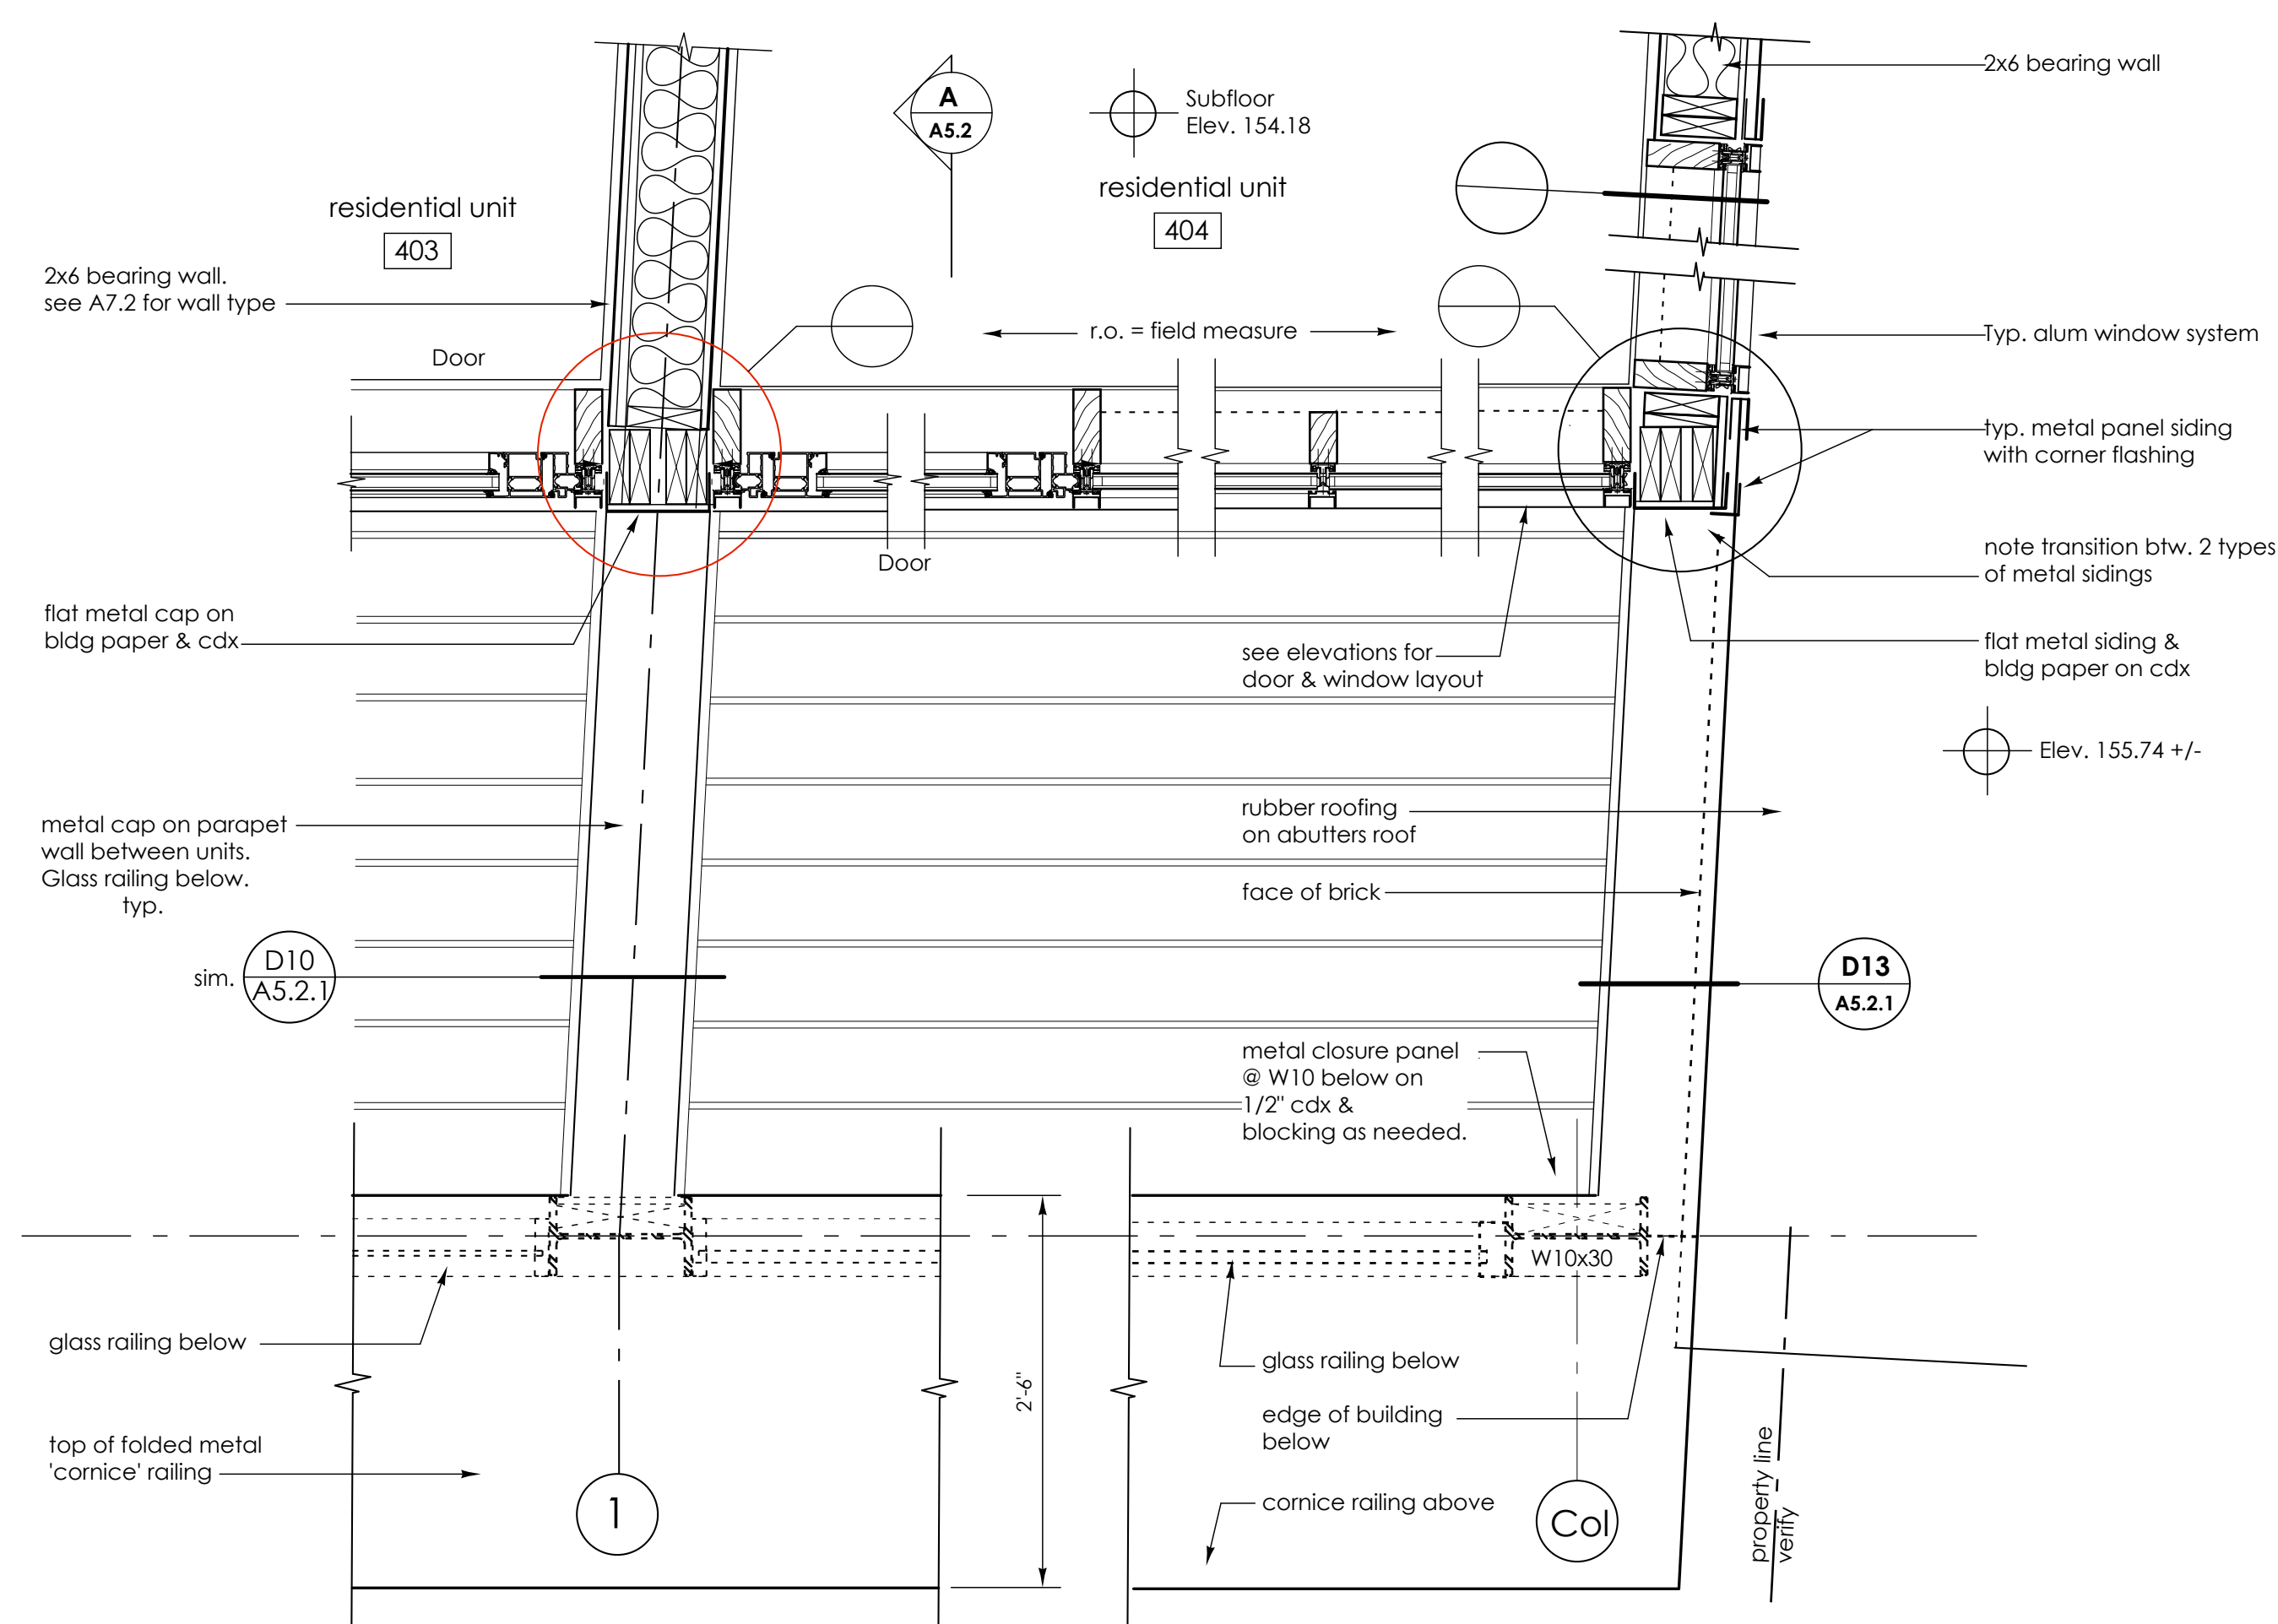 2x6 bearing wall
A
A5.2
Subfloor
Elev. 154.18
residential unit
404
residential unit
403
2x6 bearing wall.
see A7.2 for wall type
r.o. = field measure
Typ. alum window system
Door
typ. metal panel siding
with corner flashing
Door
note transition btw. 2 types
of metal sidings
flat metal cap on
bldg paper & cdx
see elevations for
door & window layout
flat metal siding &
bldg paper on cdx
Elev. 155.74 +/-
metal cap on parapet
wall between units.
Glass railing below.
typ.
rubber roofing
on abutters roof
face of brick
sim.
D10
A5.2.1
D13
A5.2.1
metal closure panel
@ W10 below on
1/2" cdx &
blocking as needed.
W10x30
glass railing below
glass railing below
2'-6"
edge of building
below
top of folded metal
'cornice' railing
cornice railing above
property line
verify
1
Col